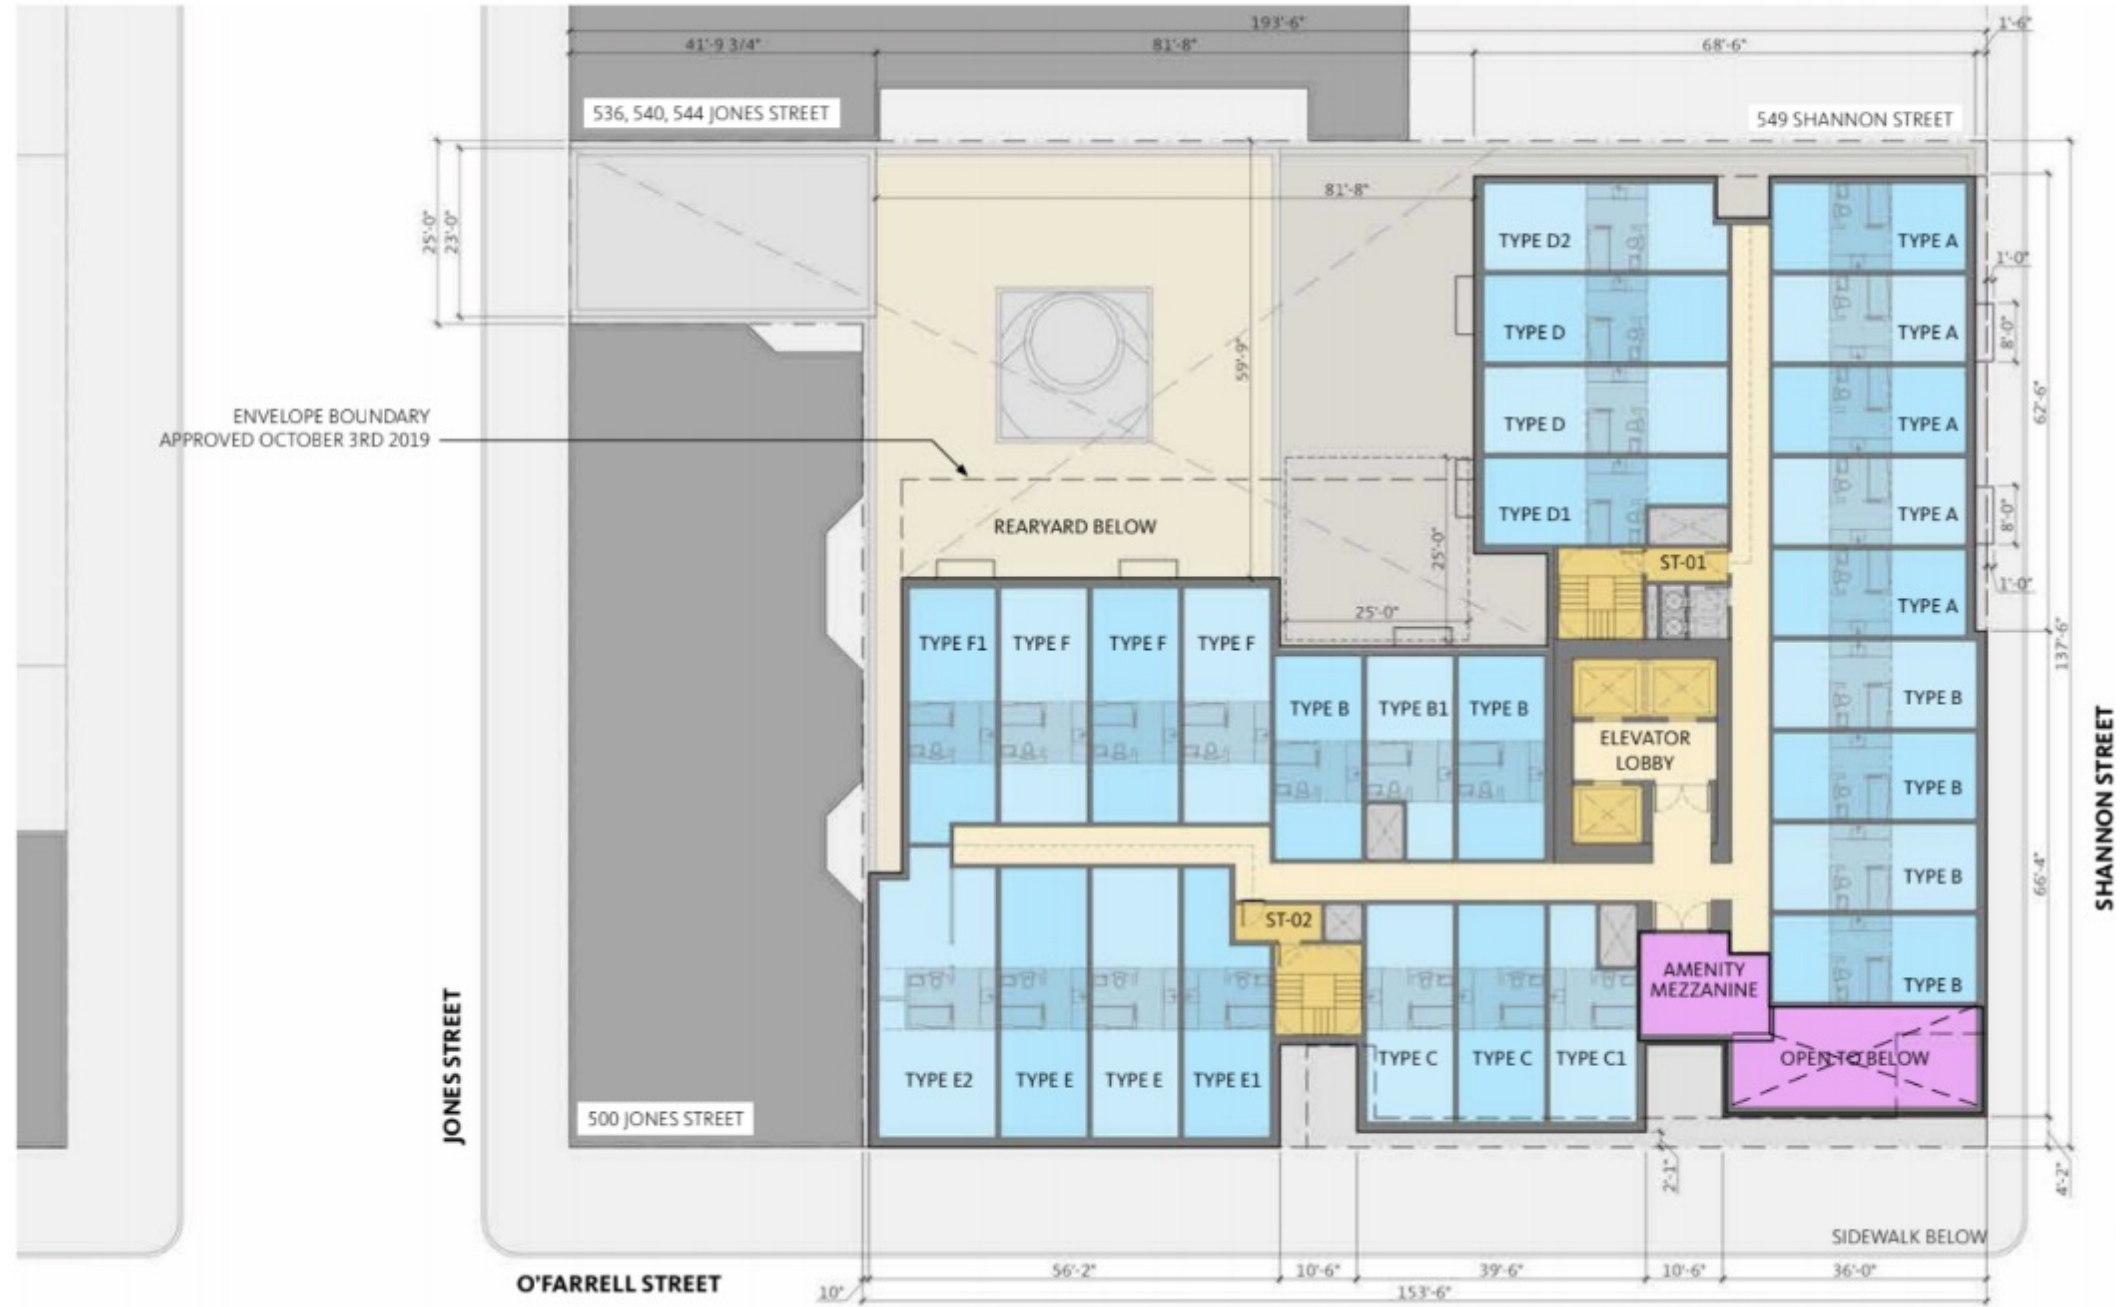 193'-6"
1'-6"
41'-9 3/4"
81'-8"
68'-6"
536, 540, 544 JONES STREET
549 SHANNON STREET
81'-8"
25'-0"
23'-0"
TYPE D2
TYPE A
1'-0"
TYPE D
TYPE A
8'-0"
59'-9"
ENVELOPE BOUNDARY
APPROVED OCTOBER 3RD 2019
TYPE D
TYPE A
62'-6"
REARYARD BELOW
TYPE D1
TYPE A
8'-0"
25'-0"
ST-01
1'-0"
25'-0"
TYPE A
TYPE F1
TYPE F
TYPE F
TYPE F
137'-6"
TYPE B
TYPE B1
TYPE B
TYPE B
ELEVATOR
LOBBY
TYPE B
SHANNON STREET
TYPE B
66'-4"
ST-02
AMENITY
MEZZANINE
TYPE B
JONES STREET
TYPE E2
TYPE E
TYPE E
TYPE E1
TYPE C
TYPE C
TYPE C1
OPEN TO BELOW
500 JONES STREET
2'-1"
4'-2"
SIDEWALK BELOW
O'FARRELL STREET
10"
56'-2"
10'-6"
39'-6"
10'-6"
36'-0"
153'-6"